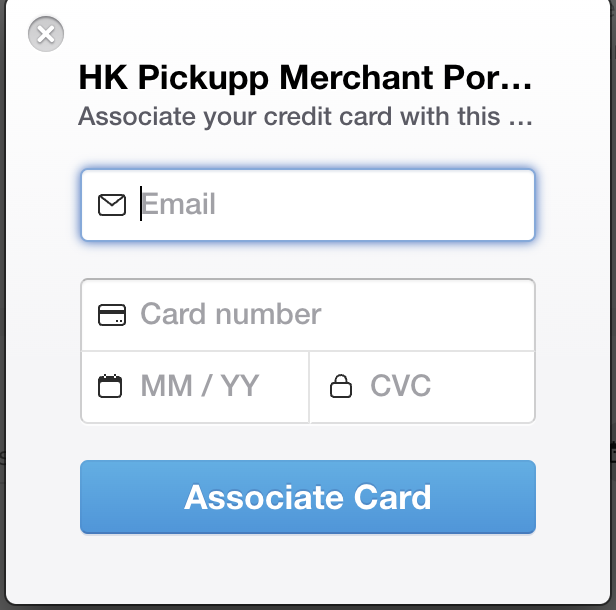 HK Pickupp Merchant Por...
Associate your credit card with this ...
Email
Card number
MM / YY
CVC
Associate Card